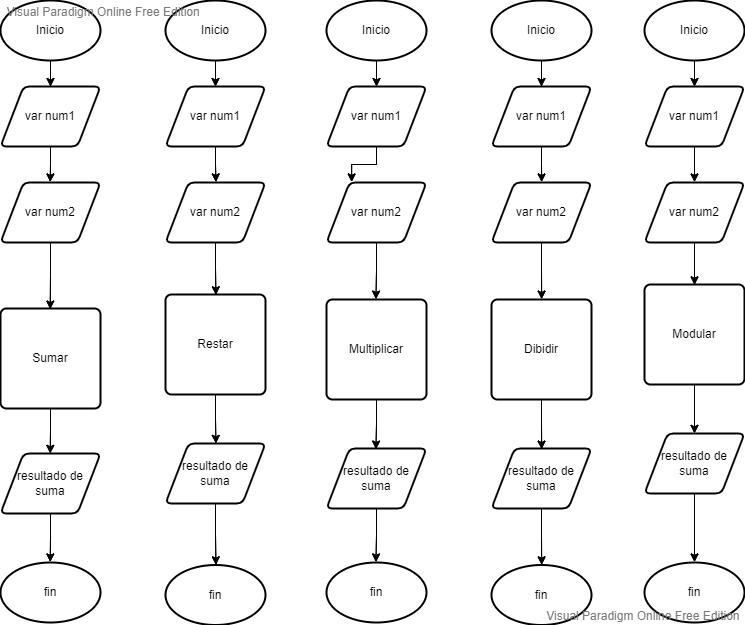 Visual Paradigm Online Free Edition
Inicio
Inicio
Inicio
Inicio
Inicio
var num1
var num1
var num1
var num1
var num1
var num2
var num2
var num2
var num2
var num2
Sumar
Restar
Multiplicar
Dibidir
Modular
resultado de
suma
resultado de
suma
resultado de
suma
resultado de
suma
resultado de
suma
fin
fin
fin
fin
fin
Visual Paradigm Online Free Edition